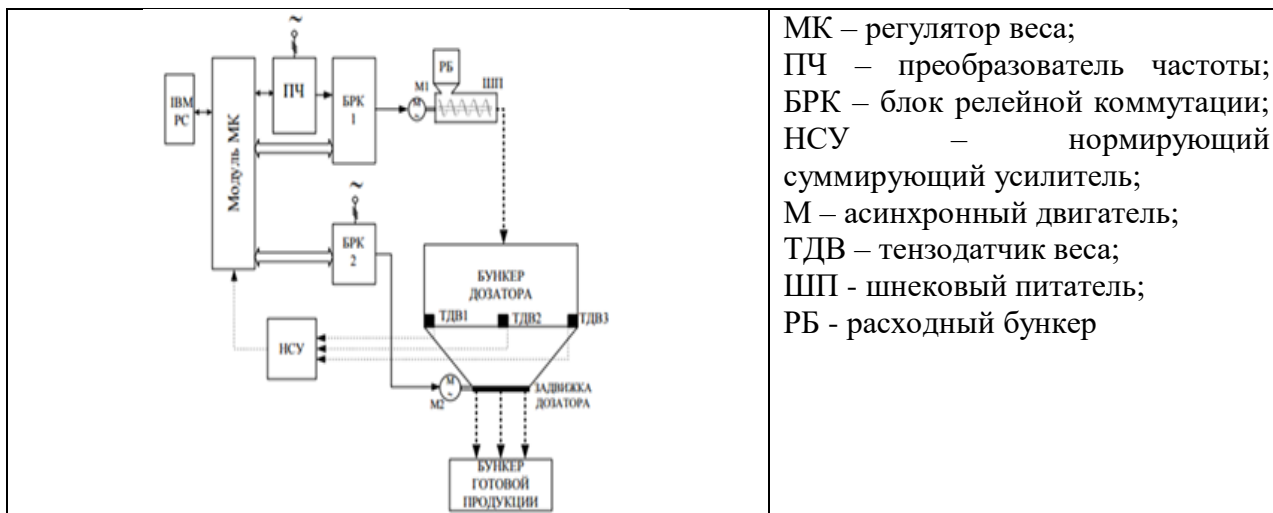 IBM
PC
Модуль МК
~
ПЧ
БРК
1
М1
М
~
РБ
ШП
~
БРК
2
БУНКЕР
ДОЗАТОРА
ТДВ1
ТДВ2
ТДВ3
НСУ
М
~
М2
ЗАДВИЖКА
ДОЗАТОРА
БУНКЕР
ГОТОВОЙ
ПРОДУКЦИИ
МК – регулятор веса;
ПЧ – преобразователь частоты;
БРК – блок релейной коммутации;
НСУ – нормирующий
суммирующий усилитель;
М – асинхронный двигатель;
ТДВ – тензодатчик веса;
ШП - шнековый питатель;
РБ - расходный бункер